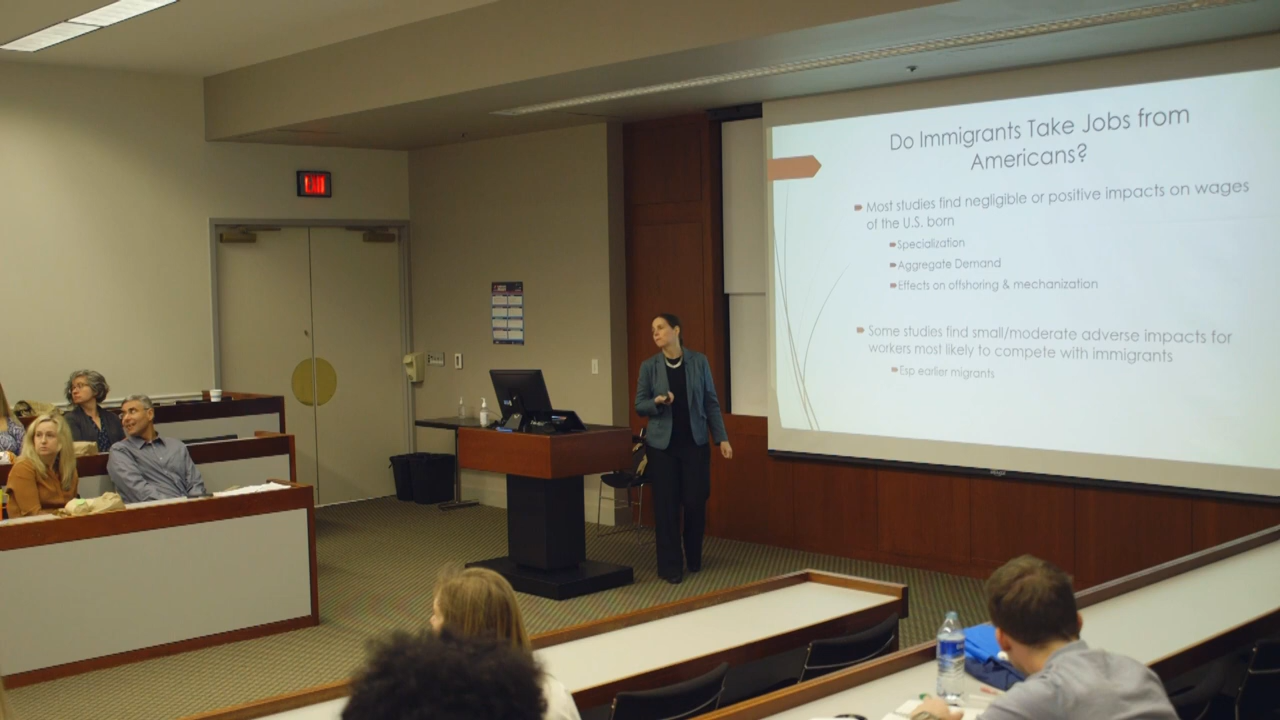 EXIT
Do Immigrants Take Jobs from
Americans?
Most studies find negligible or positive impacts on wages
of the U.S. born
Specialization
Aggregate Demand
Effects on offshoring & mechanization
Some studies find small/moderate adverse impacts for
workers most likely to compete with immigrants
Esp earlier migrants